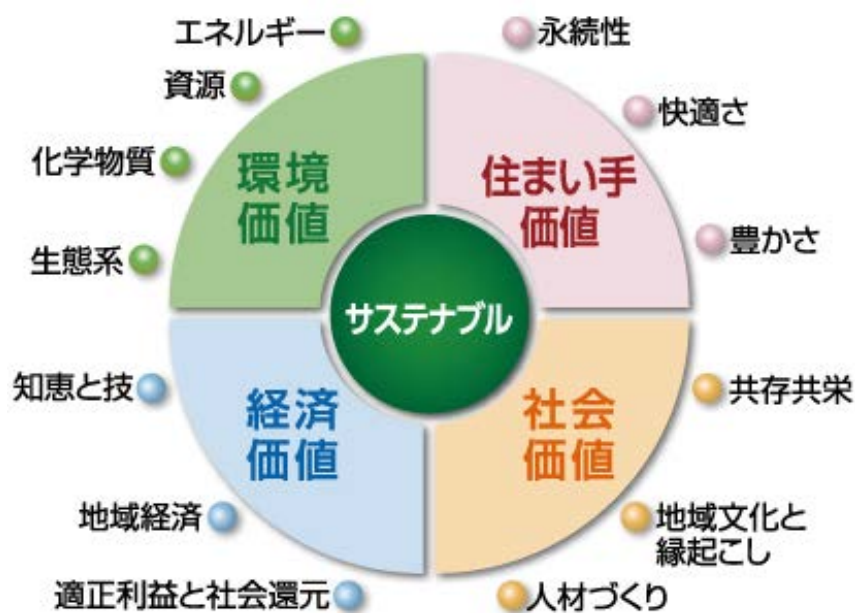 エネルギー
資源
化学物質
生態系
環境
価値
永続性
快適さ
豊かさ
住まい手
価値
サステナブル
知恵と技
地域経済
適正利益と社会還元
経済
価値
共存共栄
地域文化と
縁起こし
人材づくり
社会
価値